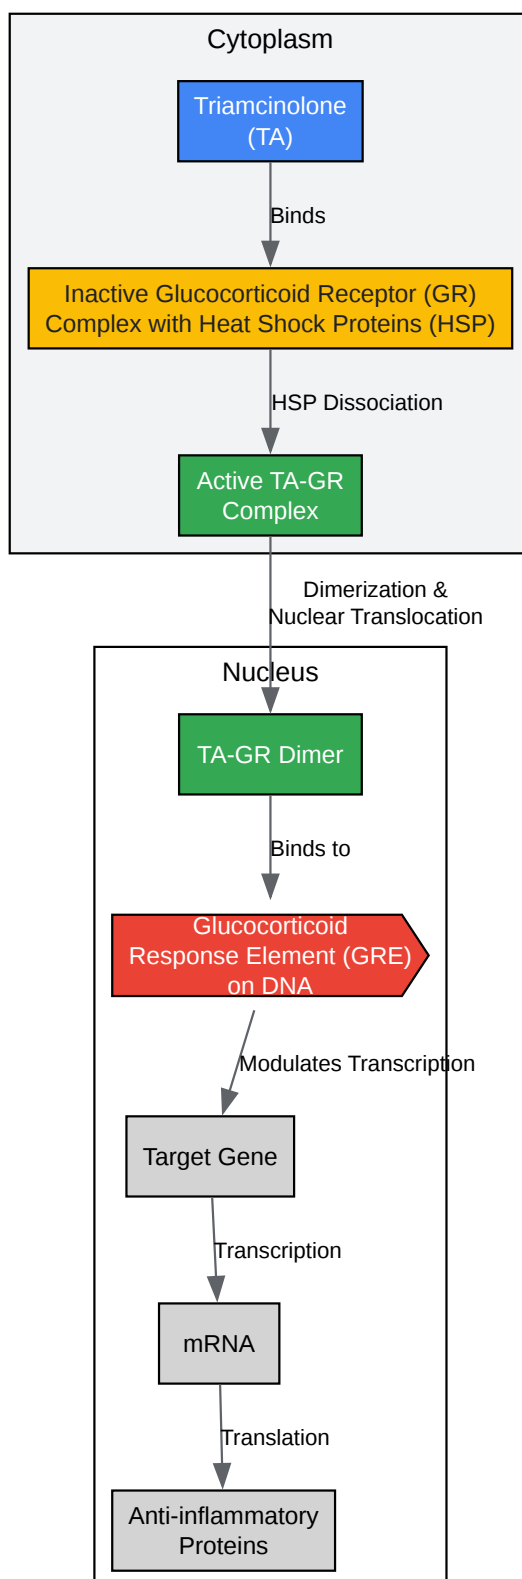 Cytoplasm
Triamcinolone
(TA)
Binds
Inactive Glucocorticoid Receptor (GR)
Complex with Heat Shock Proteins (HSP)
HSP Dissociation
Active TA-GR
Complex
Dimerization &
Nuclear Translocation
Nucleus
TA-GR Dimer
Binds to
Glucocorticoid
Response Element (GRE)
on DNA
Modulates Transcription
Target Gene
Transcription
mRNA
Translation
Anti-inflammatory
Proteins